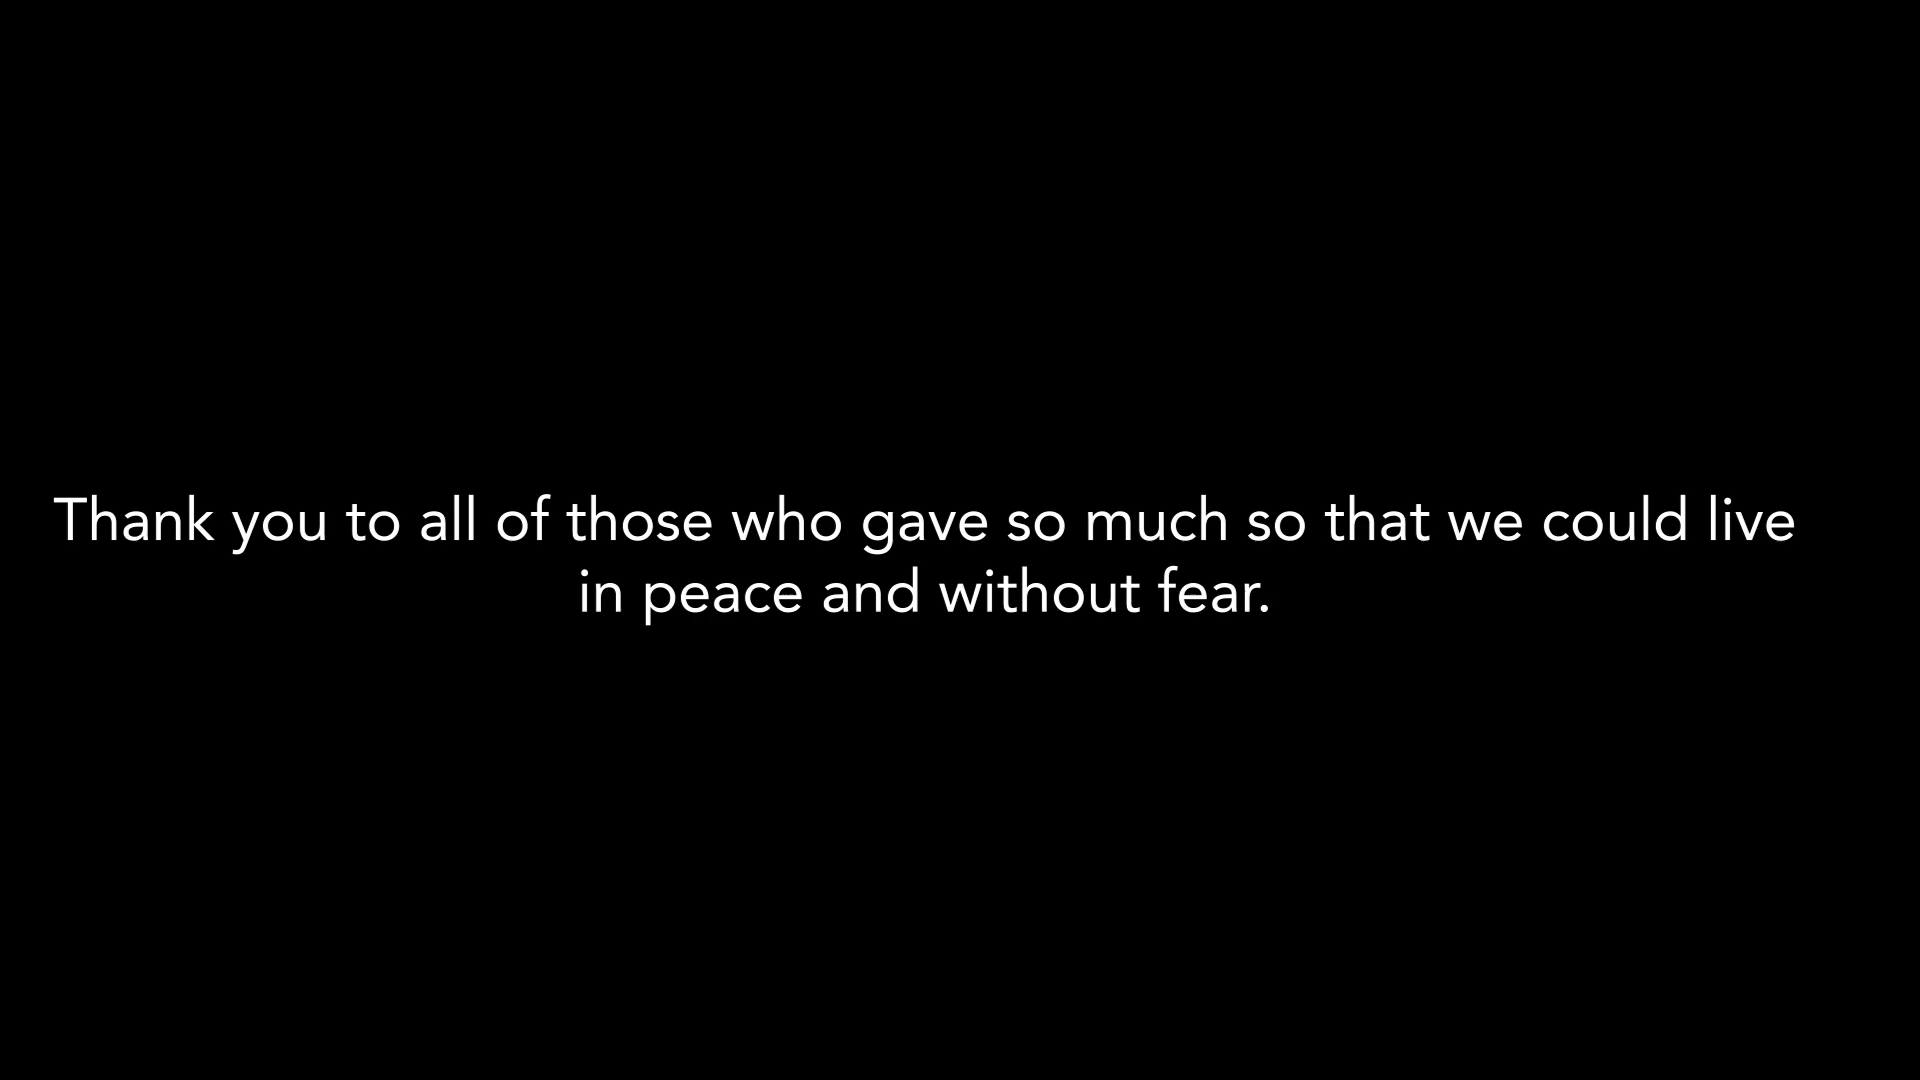 Thank you to all of those who gave so much so that we could live
in peace and without fear.